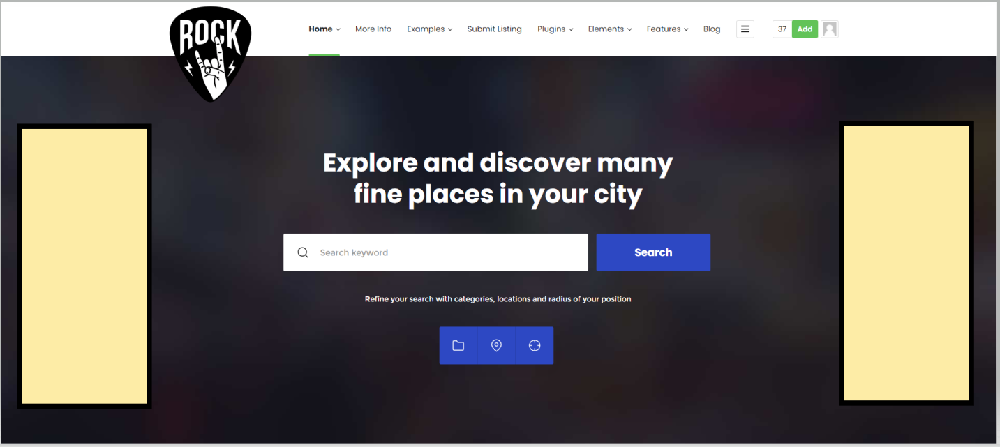 ROCK
Home More Info Examples Submit Listing Plugins Elements Features Blog 37 Add
Explore and discover many
fine places in your city
Search keyword Search
Refine your search with categories, locations and radius of your position